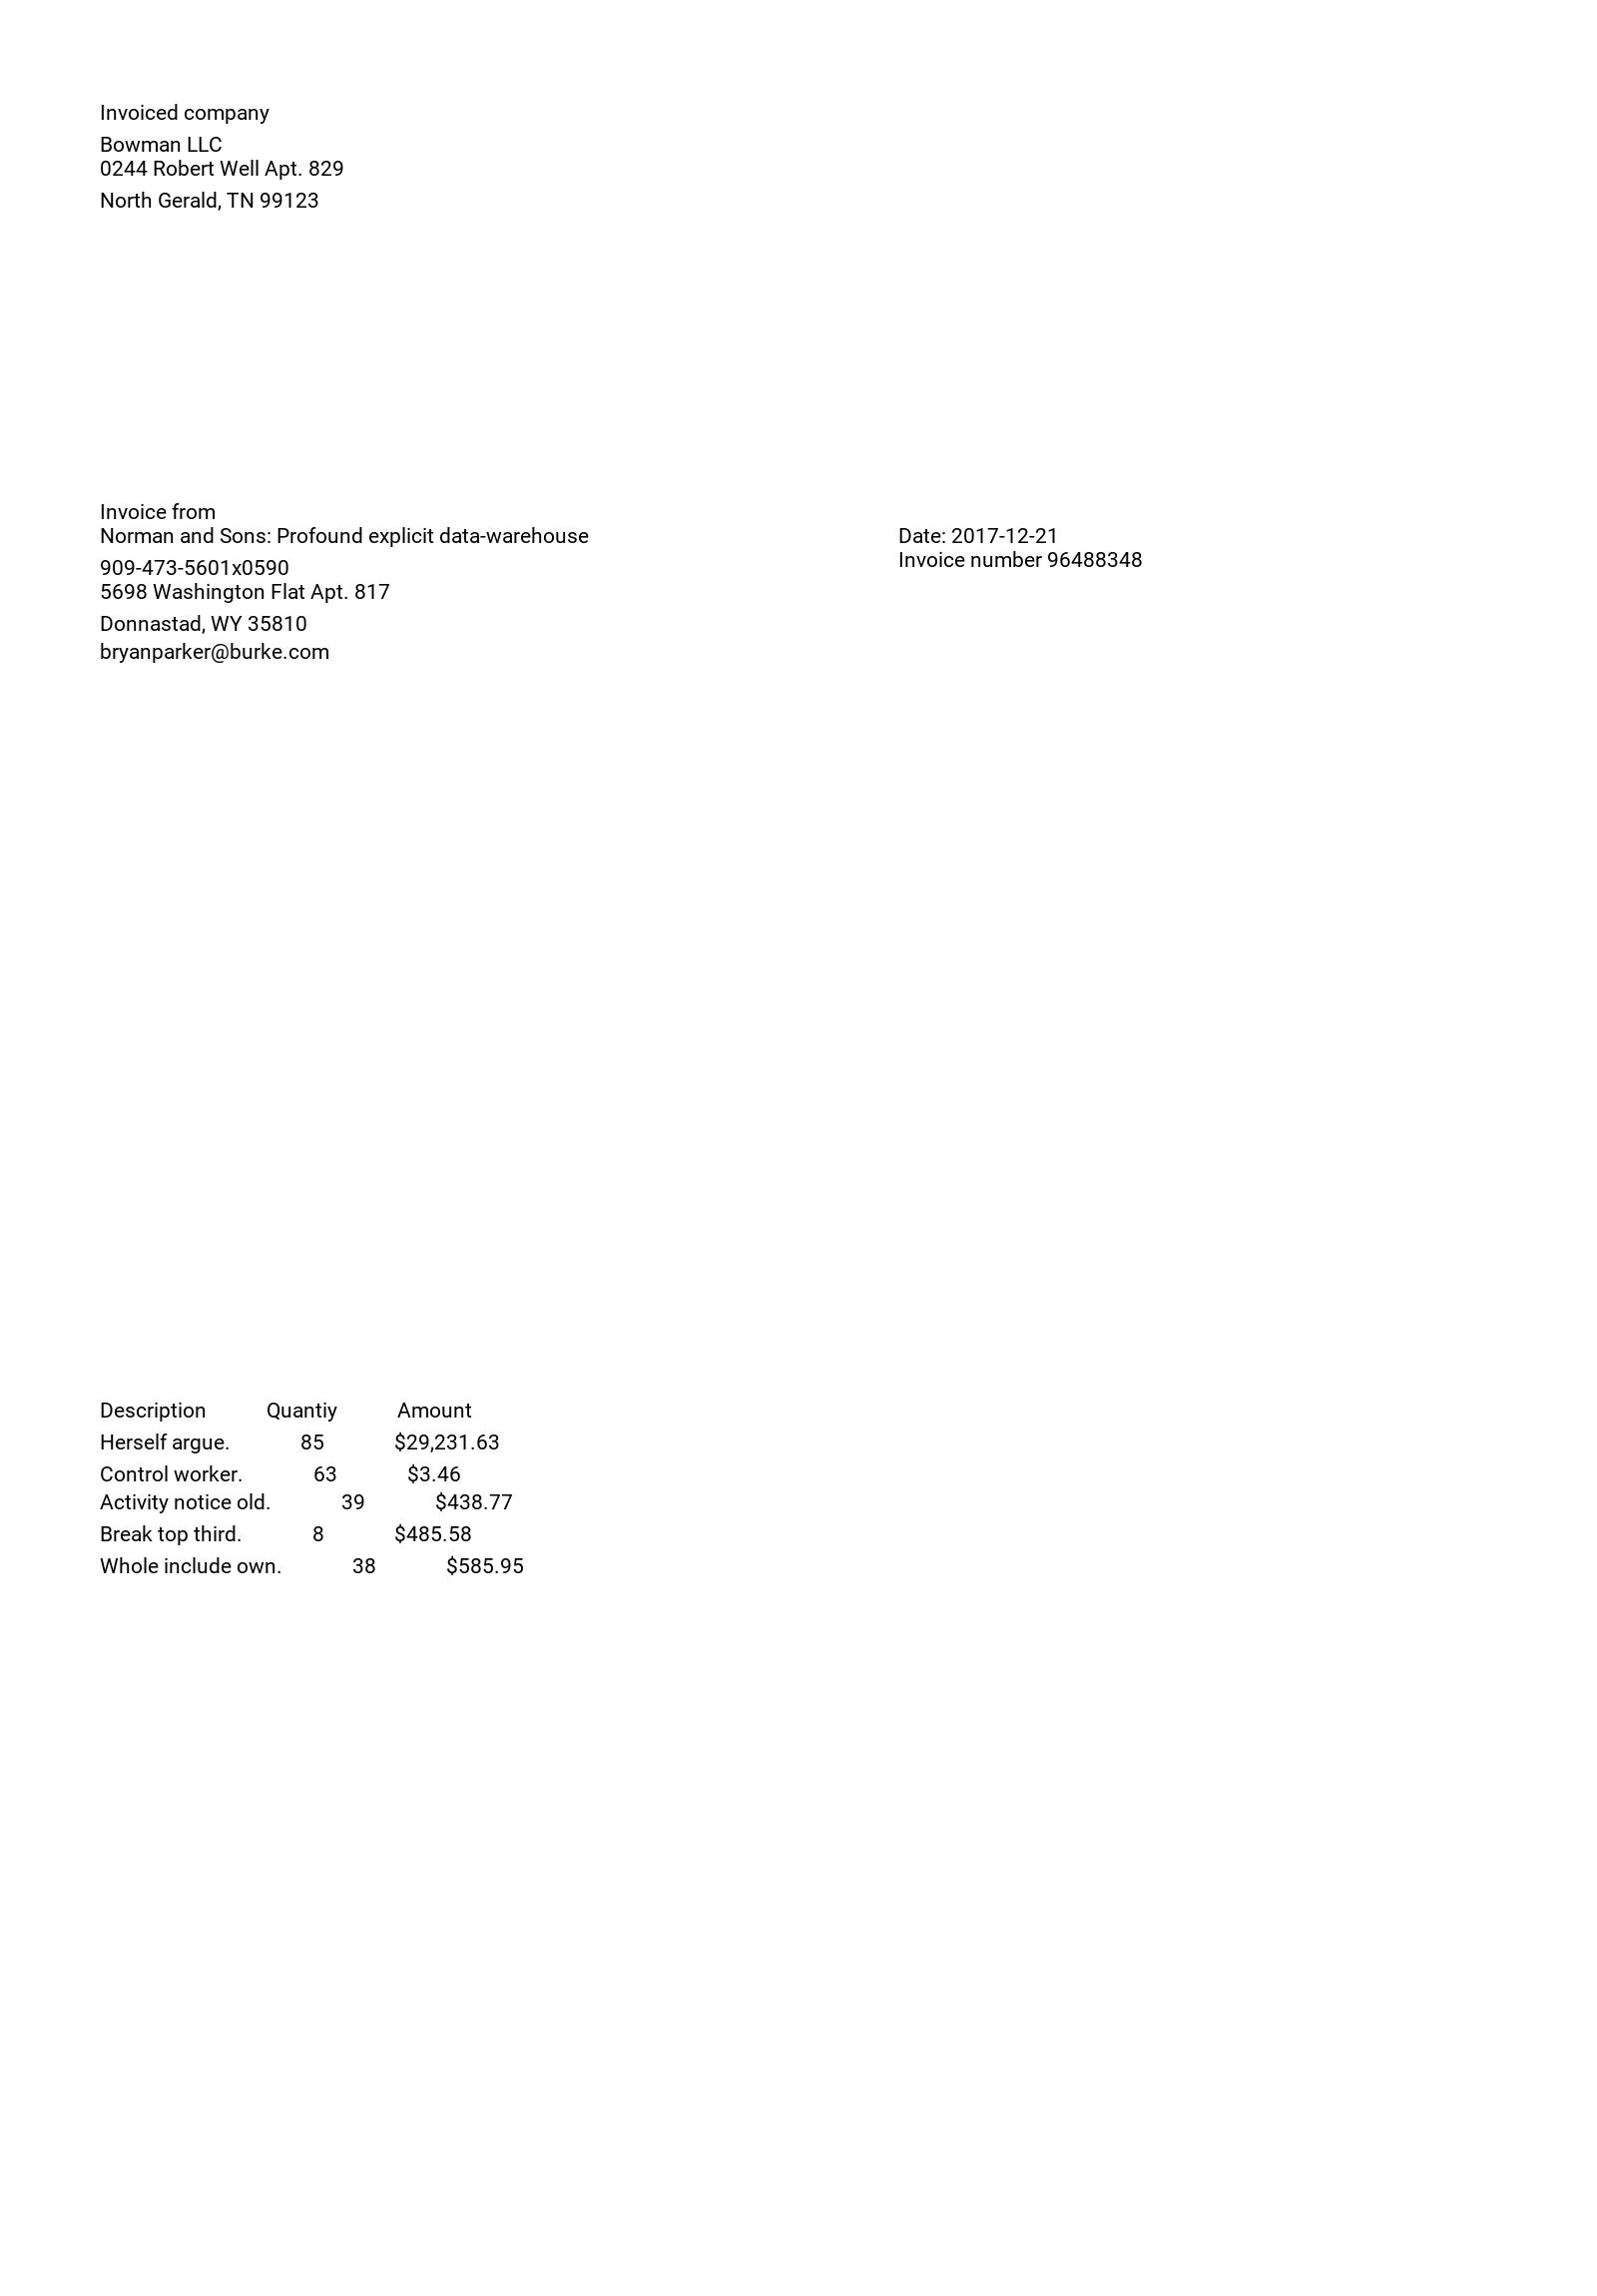 Invoiced company
Bowman LLC
0244 Robert Well Apt. 829
North Gerald, TN 99123
Invoice from
Norman and Sons: Profound explicit data-warehouse
909-473-5601x0590
5698 Washington Flat Apt. 817
Donnastad, WY 35810
bryanparker@burke.com
Date: 2017-12-21
Invoice number 96488348
Description Quantiy Amount
Herself argue. 85 $29,231.63
Control worker. 63 $3.46
Activity notice old. 39 $438.77
Break top third. 8 $485.58
Whole include own. 38 $585.95